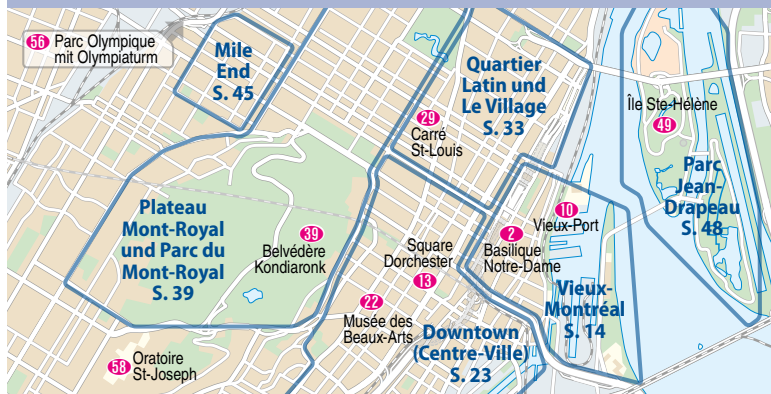 56 Parc Olympique
mit Olympiaturm
Mile
End
S. 45
Quartier
Latin und
Le Village
S. 33
29
Carré
St-Louis
Île Ste-Hélène
49
Parc
Jean-
Drapeau
S. 48
Plateau
Mont-Royal
und Parc du
Mont-Royal
S. 39
39
Belvédère
Kondiaronk
Square
Dorchester
13
2
Basilique
Notre-Dame
10
Vieux-Port
Vieux-
Montréal
S. 14
22
Musée des
Beaux-Arts
Downtown
(Centre-Ville)
S. 23
58 Oratoire
St-Joseph